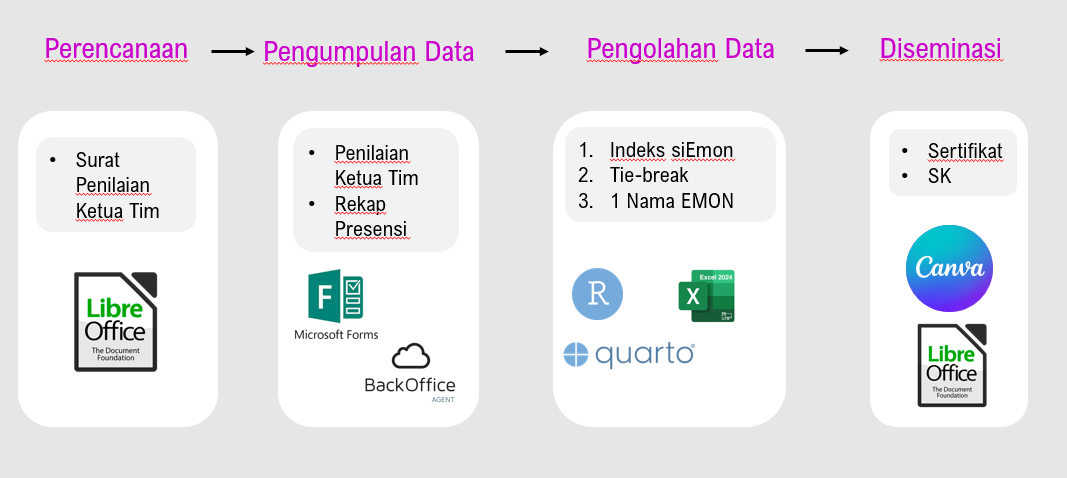 Perencanaan
Pengumpulan Data
Pengolahan Data
Diseminasi
• Surat
Penilaian
Ketua Tim
Libre
Office
The Document
Foundation
• Penilaian
Ketua Tim
• Rekap
Presensi
F
Microsoft Forms
BackOffice
AGENT
1. Indeks siEmon
2. Tie-break
3. 1 Nama EMON
R
Excel 2024
X
quarto®
• Sertifikat
• SK
Canva
Libre
Office
The Document
Foundation